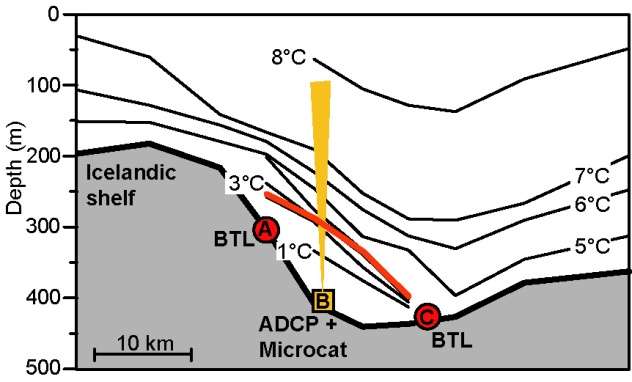 0
100
200
300
400
500
Depth (m)
8°C
7°C
6°C
5°C
3°C
1°C
Icelandic
shelf
A
BTL
B
ADCP +
Microcat
C
BTL
10 km